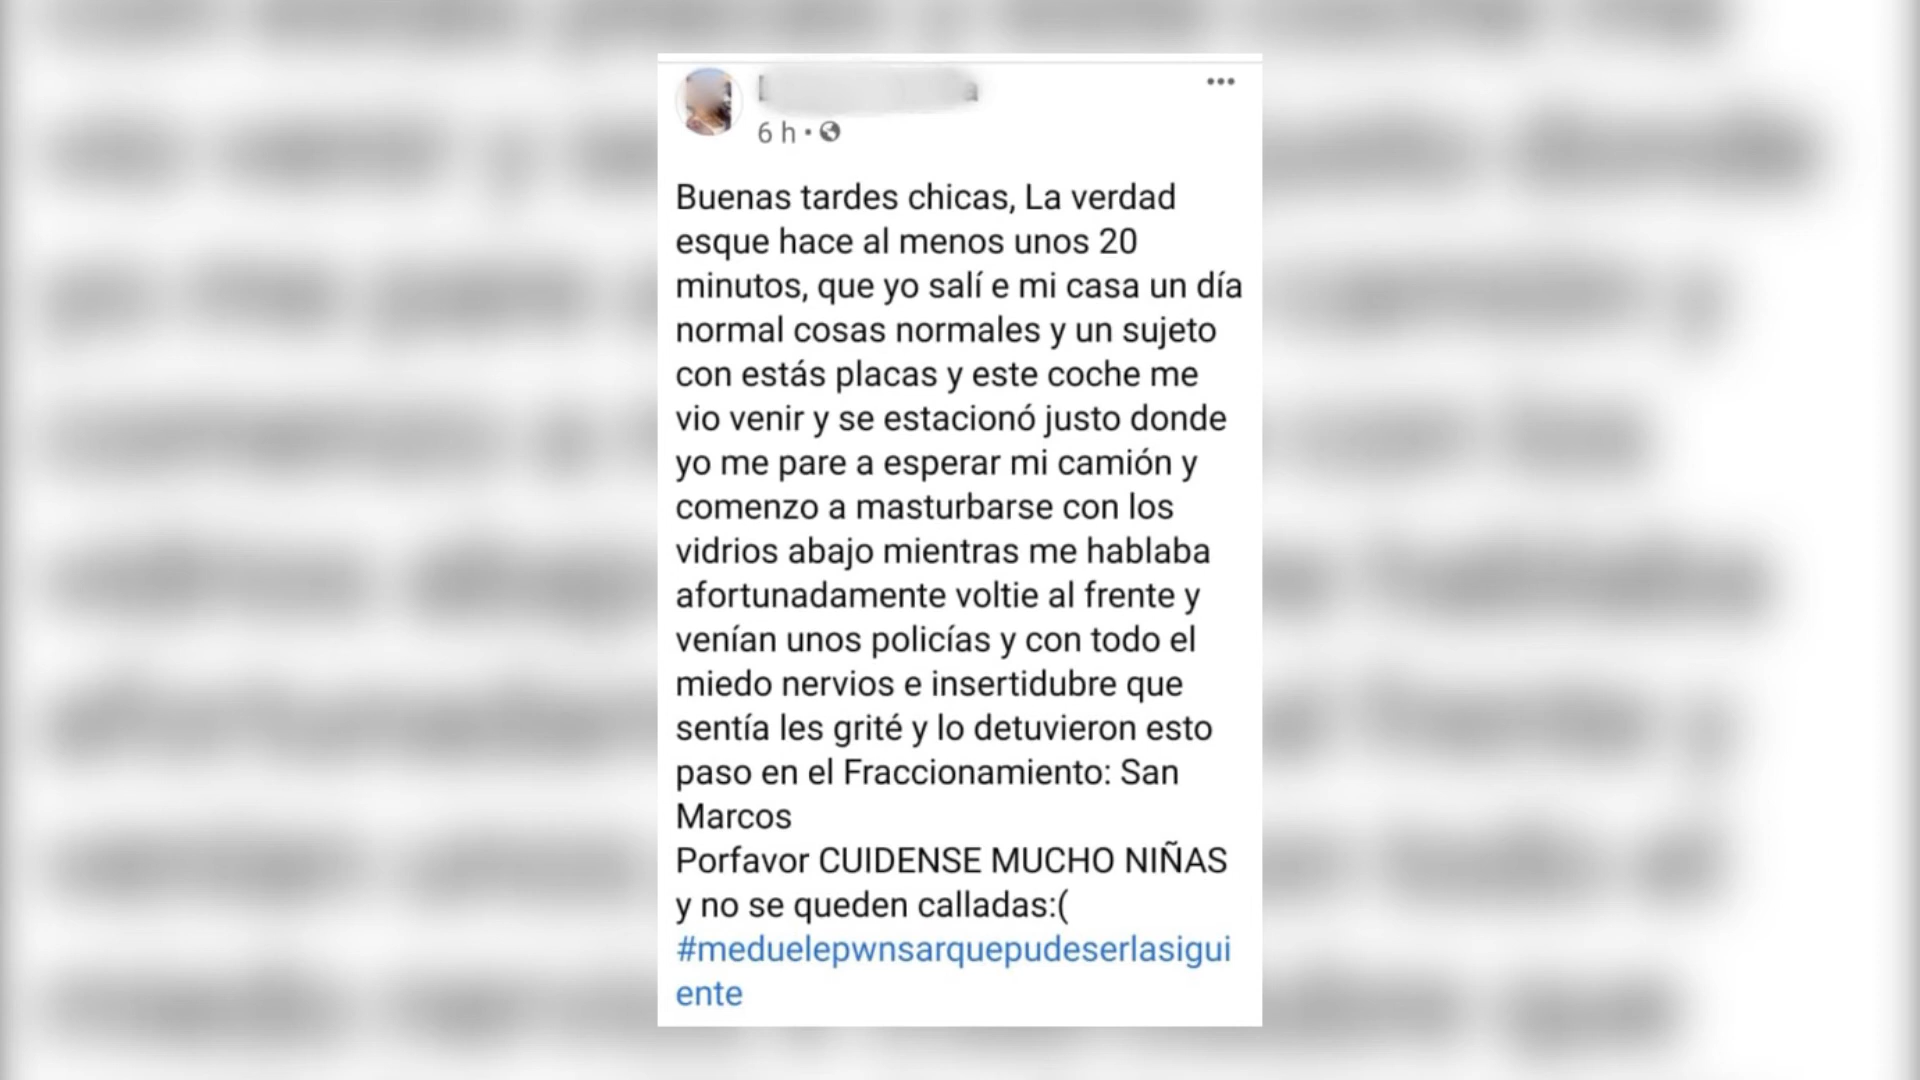 6 h •
Buenas tardes chicas, La verdad
esque hace al menos unos 20
minutos, que yo salí e mi casa un día
normal cosas normales y un sujeto
con estás placas y este coche me
vio venir y se estacionó justo donde
yo me pare a esperar mi camión y
comenzo a masturbarse con los
vidrios abajo mientras me hablaba
afortunadamente voltie al frente y
venían unos policías y con todo el
miedo nervios e insertidubre que
sentía les grité y lo detuvieron esto
paso en el Fraccionamiento: San
Marcos
Porfavor CUIDENSE MUCHO NIÑAS
y no se queden calladas:(
#meduelepwnsarquepudeserlasigui
ente